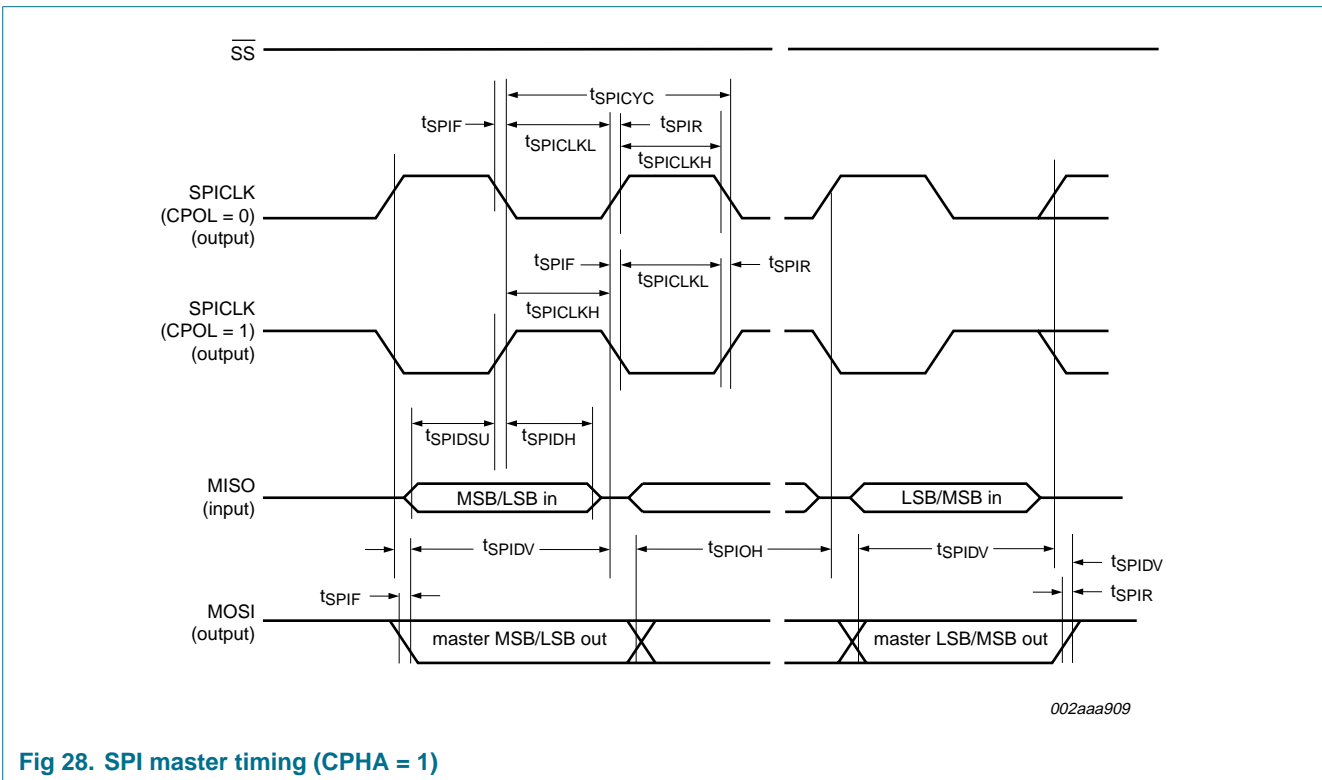 SS
tSPICYC
tSPIF
tSPIR
tSPICLKL
tSPICLKH
SPICLK
(CPOL = 0)
(output)
tSPIF
tSPIR
tSPICLKL
tSPICLKH
SPICLK
(CPOL = 1)
(output)
tSPIDSU
tSPIDH
MISO
(input)
MSB/LSB in
LSB/MSB in
tSPIDV
tSPIOH
tSPIDV
tSPIDV
tSPIF
tSPIR
MOSI
(output)
master MSB/LSB out
master LSB/MSB out
002aaa909
Fig 28. SPI master timing (CPHA = 1)